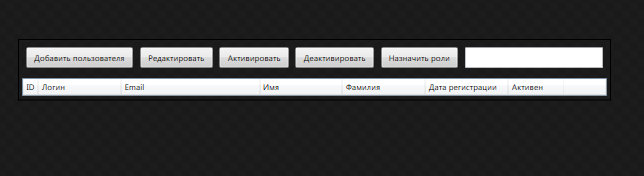 Добавить пользователя Редактировать Активировать Деактивировать Назначить роли
ID Логин Email Имя Фамилия Дата регистрации Активен